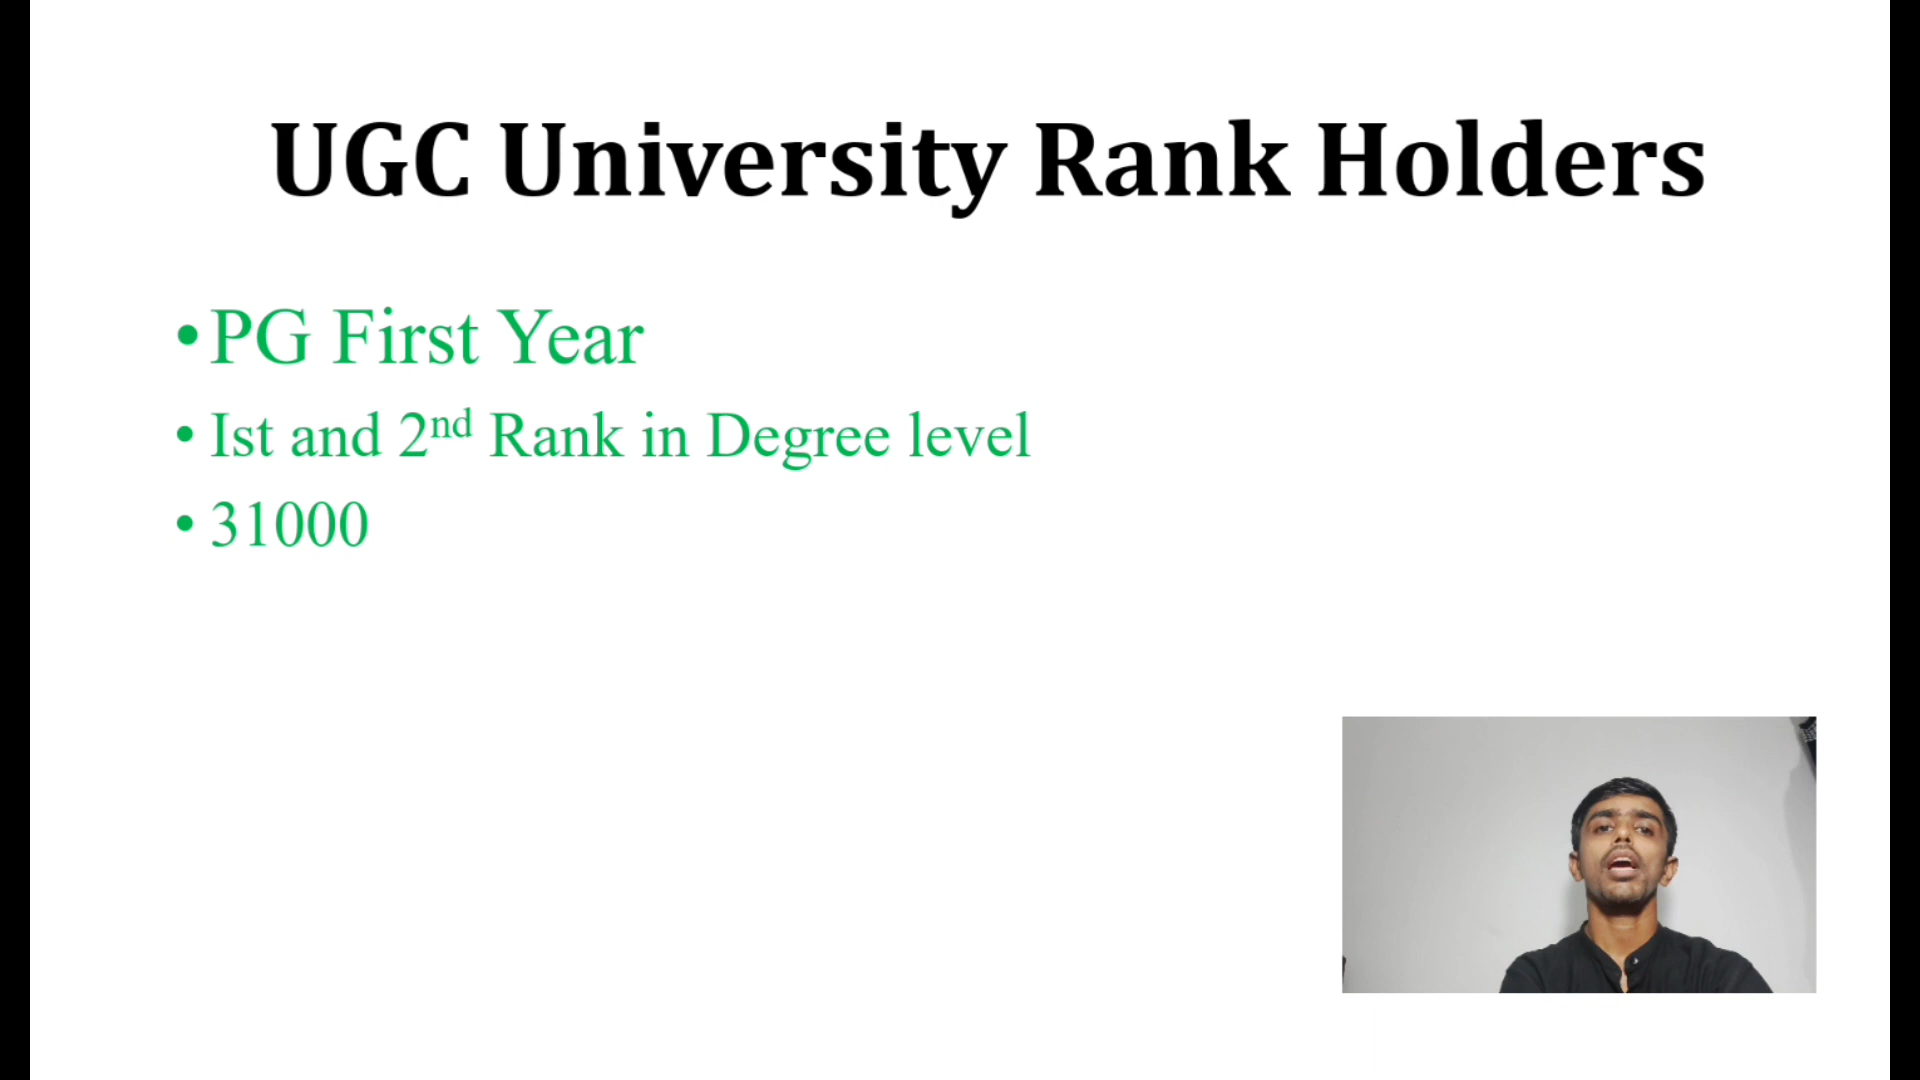 UGC University Rank Holders
• PG First Year
• Ist and 2nd Rank in Degree level
• 31000